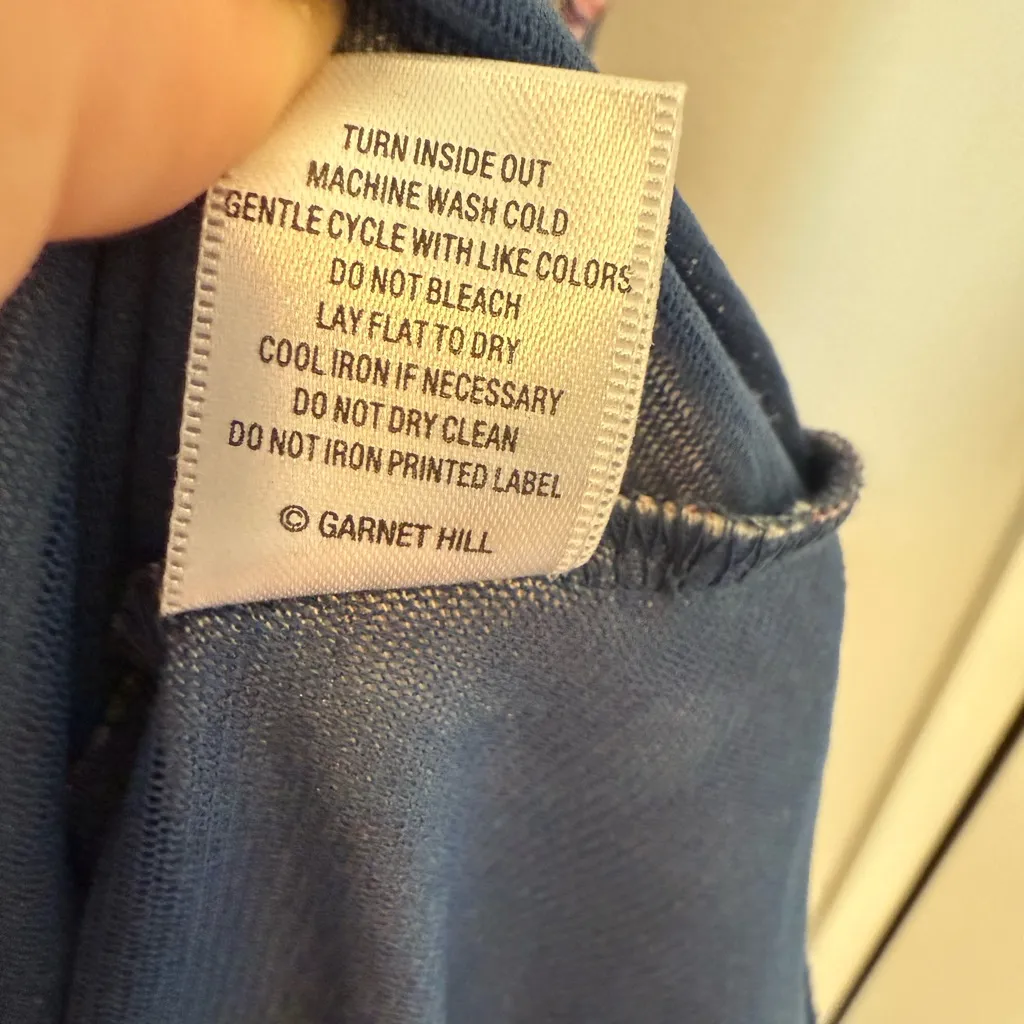 TURN INSIDE OUT
MACHINE WASH COLD
GENTLE CYCLE WITH LIKE COLORS
DO NOT BLEACH
LAY FLAT TO DRY
COOL IRON IF NECESSARY
DO NOT DRY CLEAN
DO NOT IRON PRINTED LABEL
© GARNET HILL